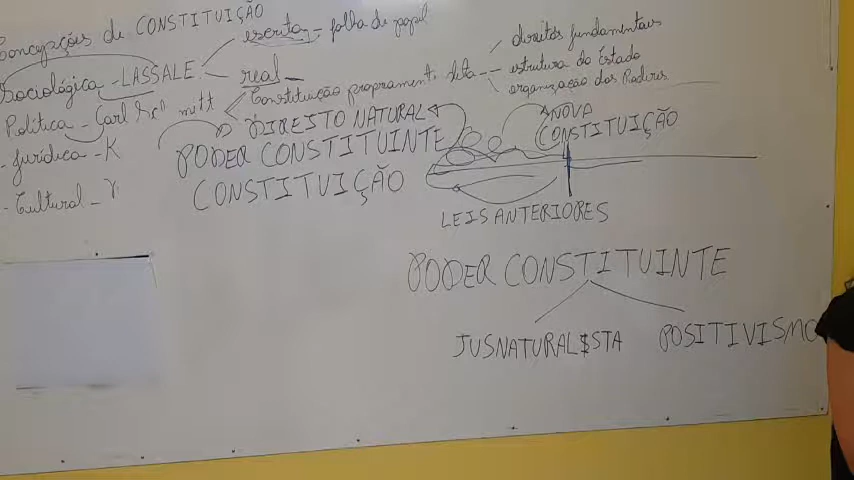 Concepções de CONSTITUIÇÃO
Sociológica - LASSALE
escrita - folha de papel
real
Política - Carl Schmitt
Constituição propriamente dita
direitos fundamentais
estrutura do Estado
organização dos Poderes
- Jurídica - K
- Cultural -
DIREITO NATURAL
PODER CONSTITUINTE
CONSTITUIÇÃO
NOVA
CONSTITUIÇÃO
LEIS ANTERIORES
PODER CONSTITUINTE
JUSNATURALISTA
POSITIVISMO